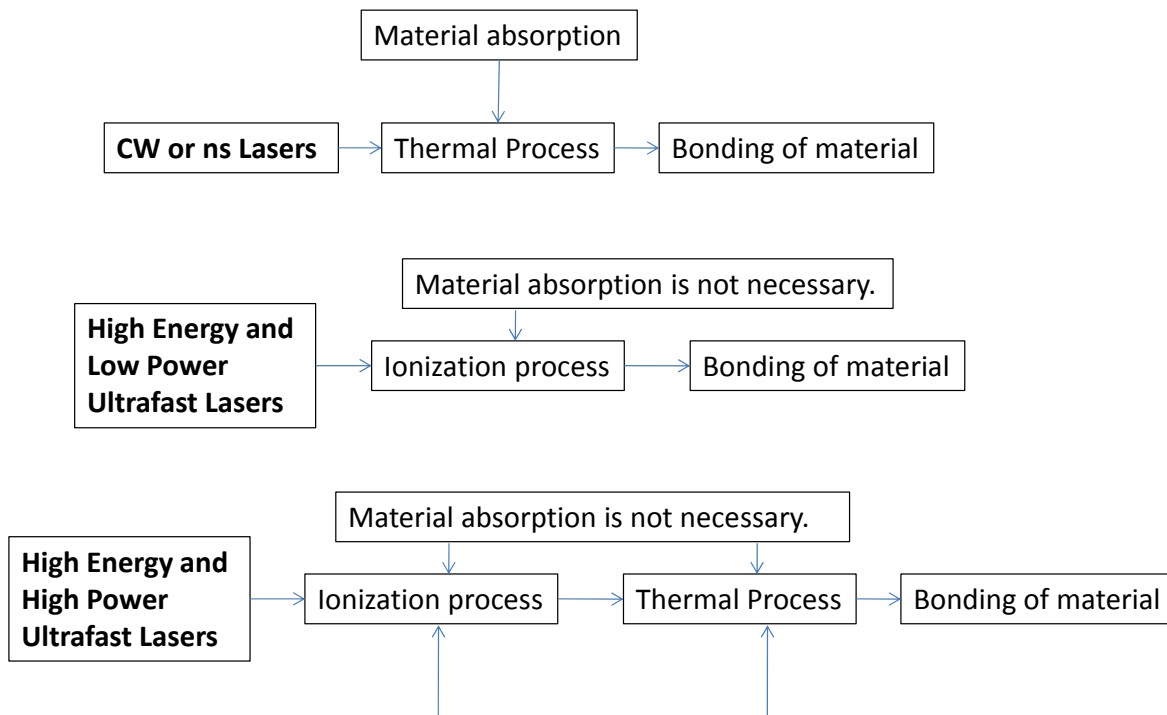 Material absorption
CW or ns Lasers
Thermal Process
Bonding of material
Material absorption is not necessary.
High Energy and
Low Power
Ultrafast Lasers
Ionization process
Bonding of material
Material absorption is not necessary.
High Energy and
High Power
Ultrafast Lasers
Ionization process
Thermal Process
Bonding of material